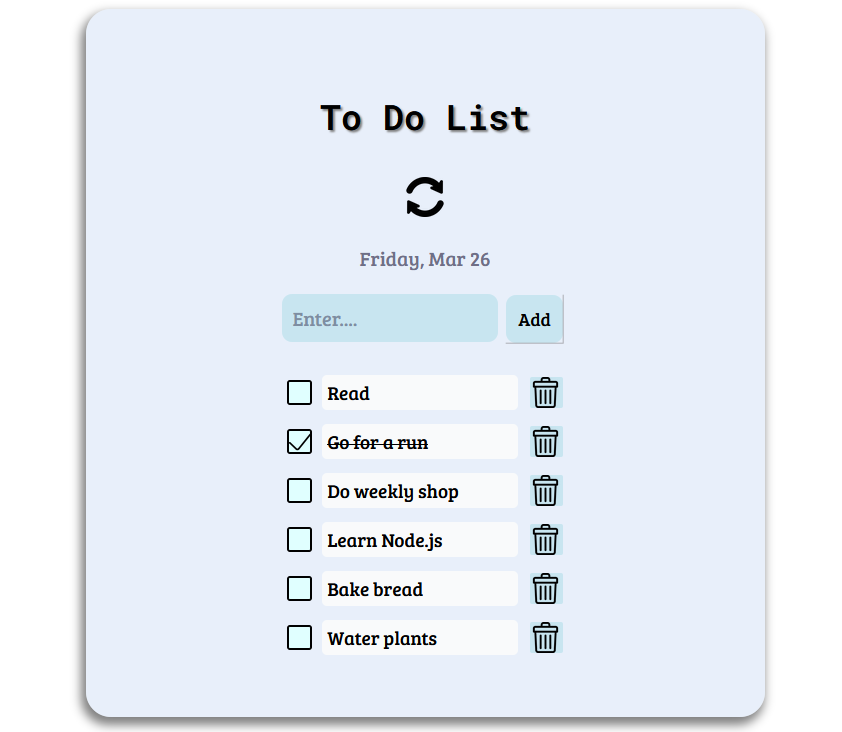 To Do List
Friday, Mar 26
Enter....
Add
Read
Go for a run
Do weekly shop
Learn Node.js
Bake bread
Water plants